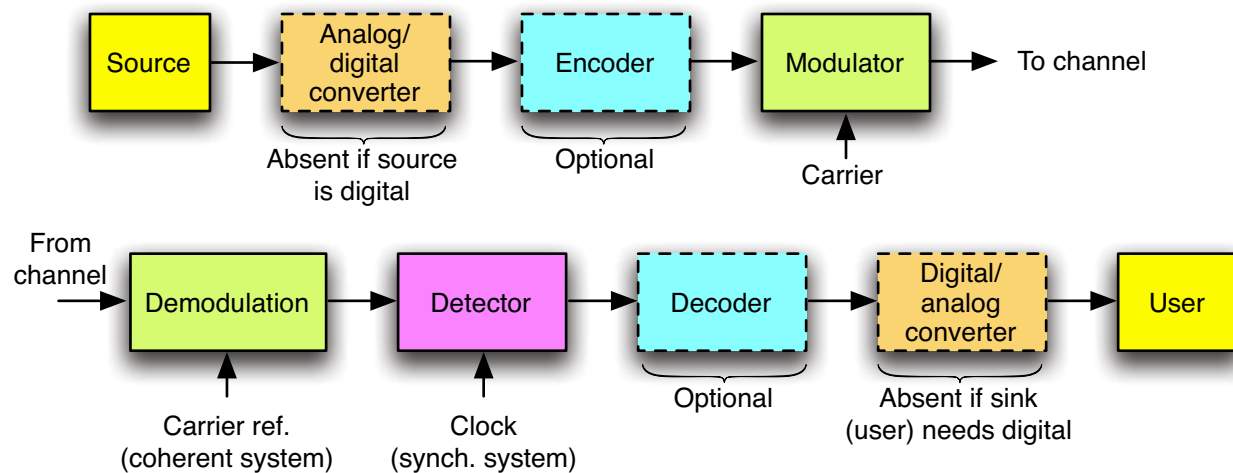 Source
Analog/
digital
converter
Encoder
Modulator
To channel
Absent if source
is digital
Optional
Carrier
From
channel
Demodulation
Detector
Decoder
Digital/
analog
converter
User
Carrier ref.
(coherent system)
Clock
(synch. system)
Optional
Absent if sink
(user) needs digital